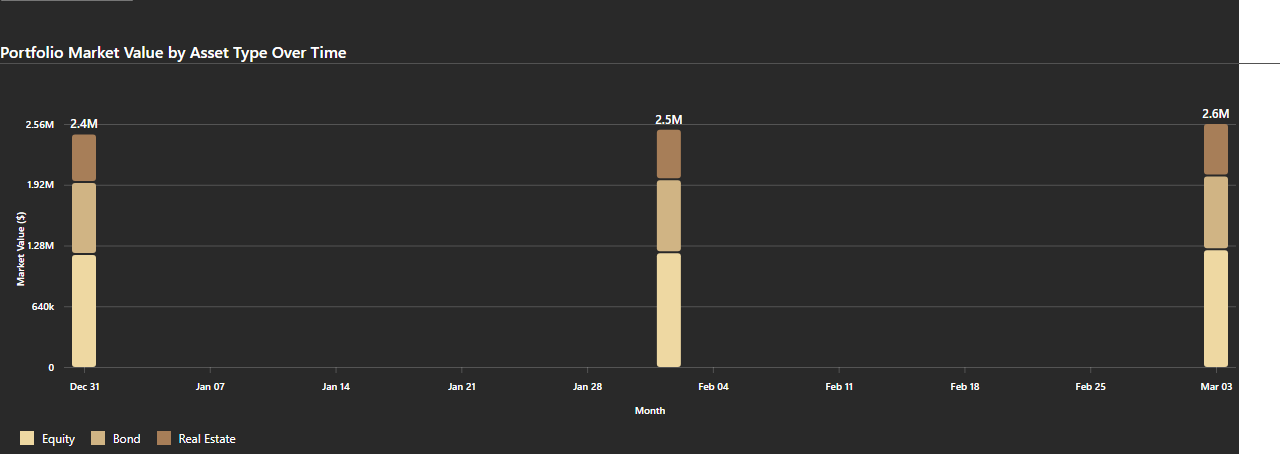 Portfolio Market Value by Asset Type Over Time
2.4M
2.5M
2.6M
2.56M
1.92M
1.28M
640k
0
Market Value ($)
Dec 31 Jan 07 Jan 14 Jan 21 Jan 28 Feb 04 Feb 11 Feb 18 Feb 25 Mar 03
Month
Equity Bond Real Estate